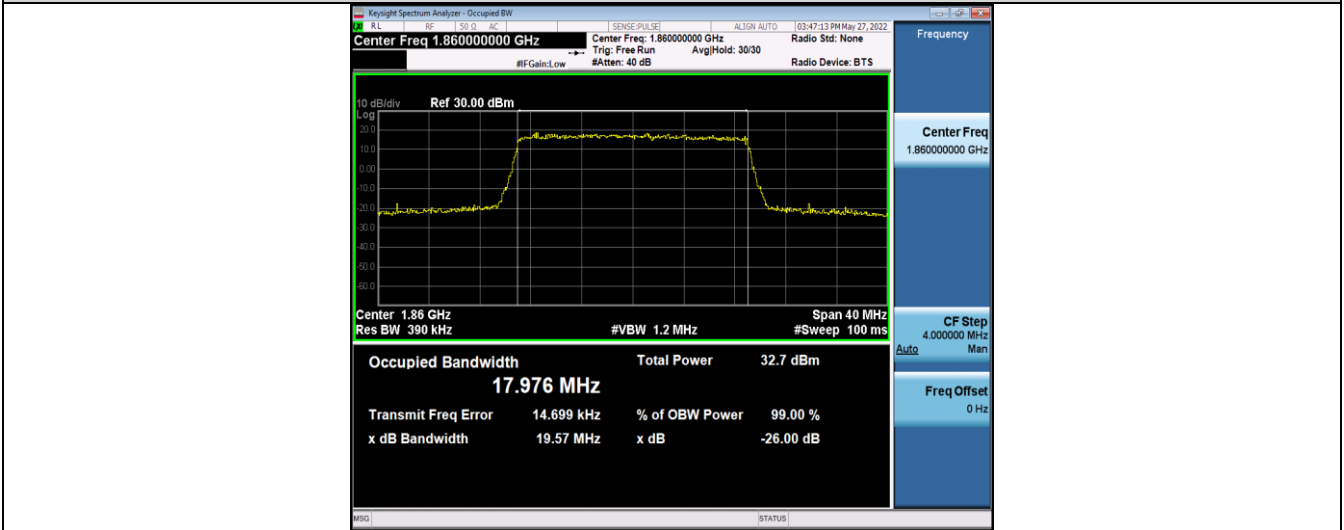 Keysight Spectrum Analyzer - Occupied BW
RL RF 50 Ω AC SENSE:PULSE ALIGN AUTO 03:47:13 PM May 27, 2022
Center Freq 1.860000000 GHz
Center Freq: 1.860000000 GHz Radio Std: None
Trig: Free Run Avg|Hold: 30/30
#IFGain:Low #Atten: 40 dB Radio Device: BTS
10 dB/div Ref 30.00 dBm
Log
20.0
10.0
0.00
-10.0
-20.0
-30.0
-40.0
-50.0
-60.0
Center 1.86 GHz Span 40 MHz
Res BW 390 kHz #VBW 1.2 MHz #Sweep 100 ms
Occupied Bandwidth Total Power 32.7 dBm
17.976 MHz
Transmit Freq Error 14.699 kHz % of OBW Power 99.00 %
x dB Bandwidth 19.57 MHz x dB -26.00 dB
MSG STATUS
Frequency
Center Freq
1.860000000 GHz
CF Step
4.000000 MHz
Auto Man
Freq Offset
0 Hz